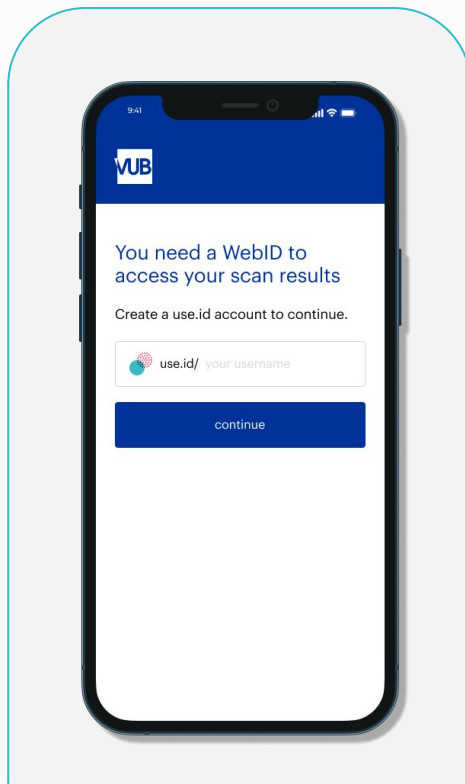 9:41
VUB
You need a WebID to
access your scan results
Create a use.id account to continue.
use.id/ your username
continue